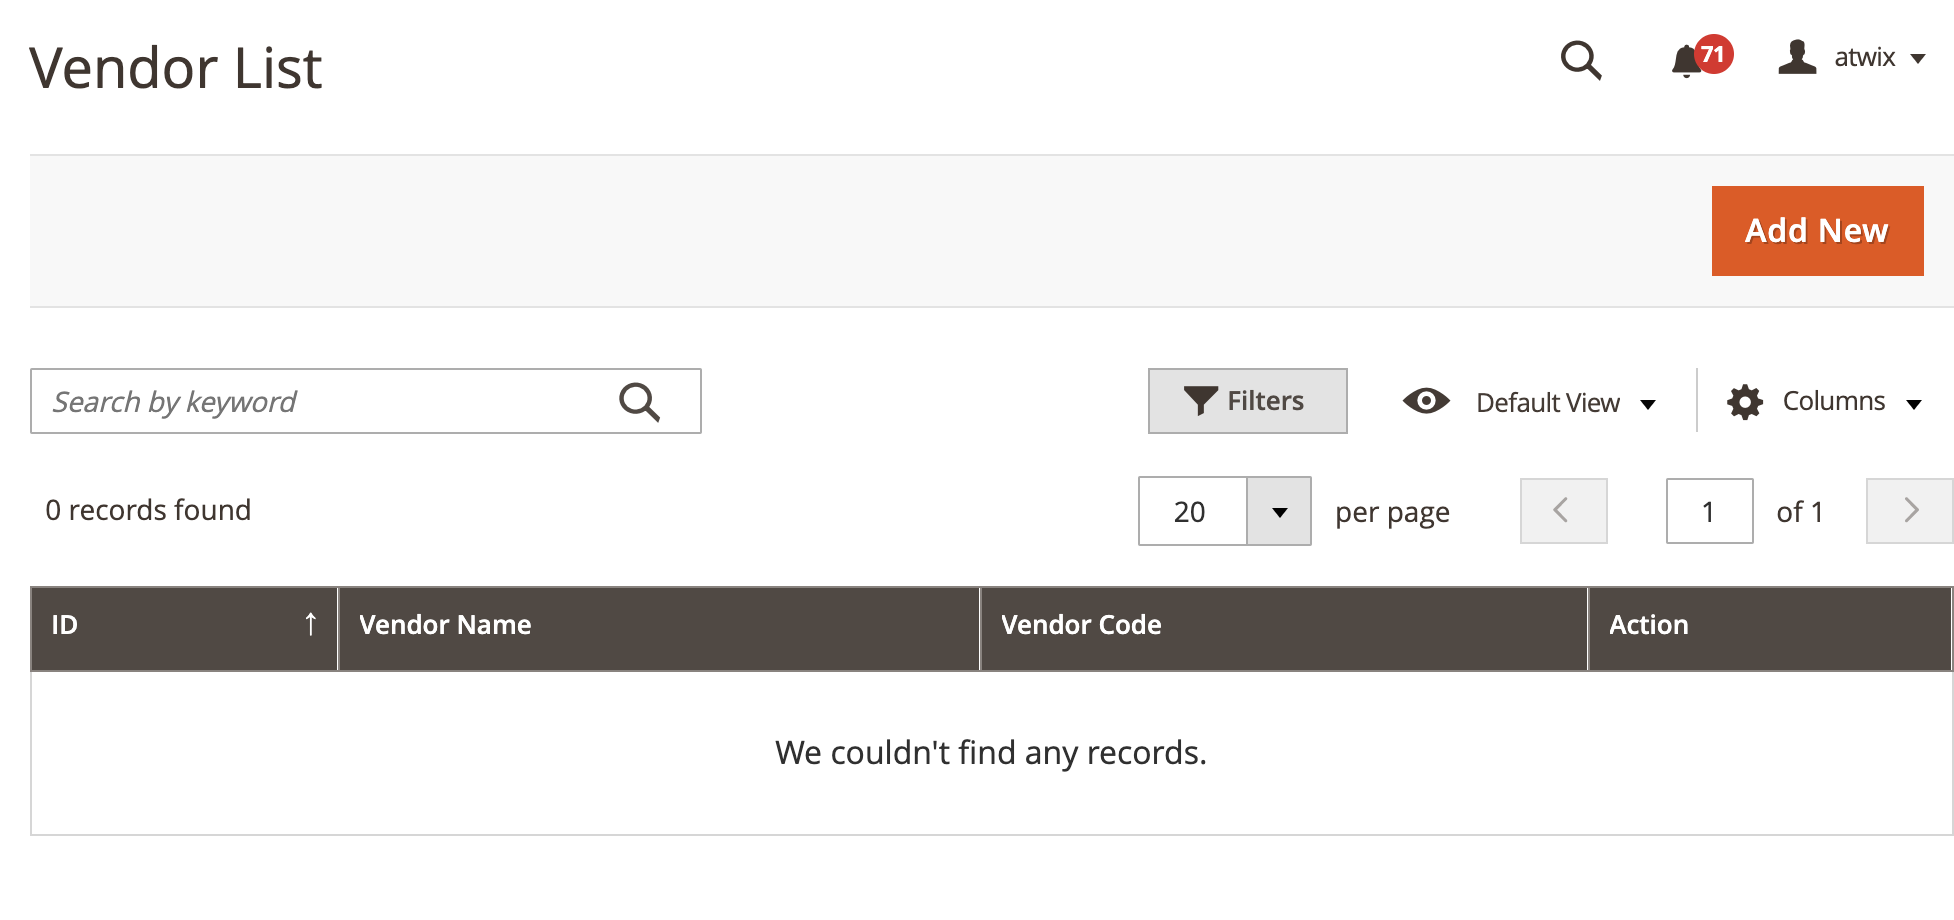 Vendor List
71
atwix
Add New
Search by keyword
Filters
Default View
Columns
0 records found
20
per page
1
of 1
ID ↑
Vendor Name
Vendor Code
Action
We couldn't find any records.